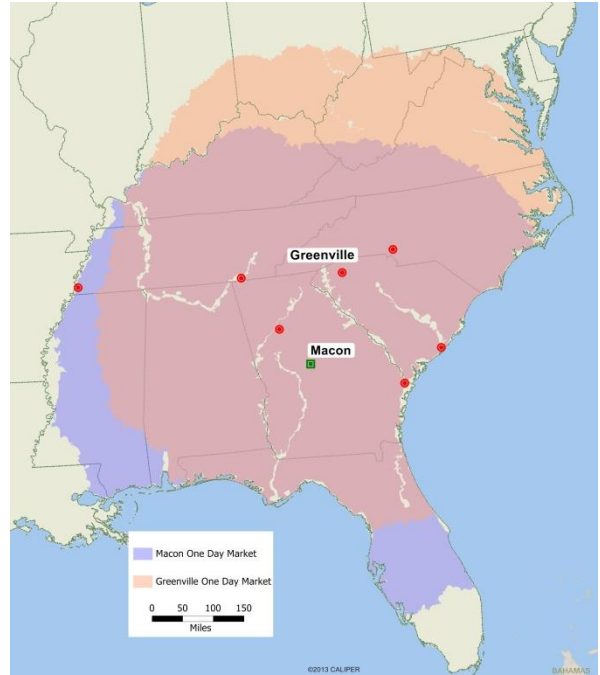 Greenville
Macon
Macon One Day Market
Greenville One Day Market
0 50 100 150
Miles
©2013 CALIPER
BAHAMAS